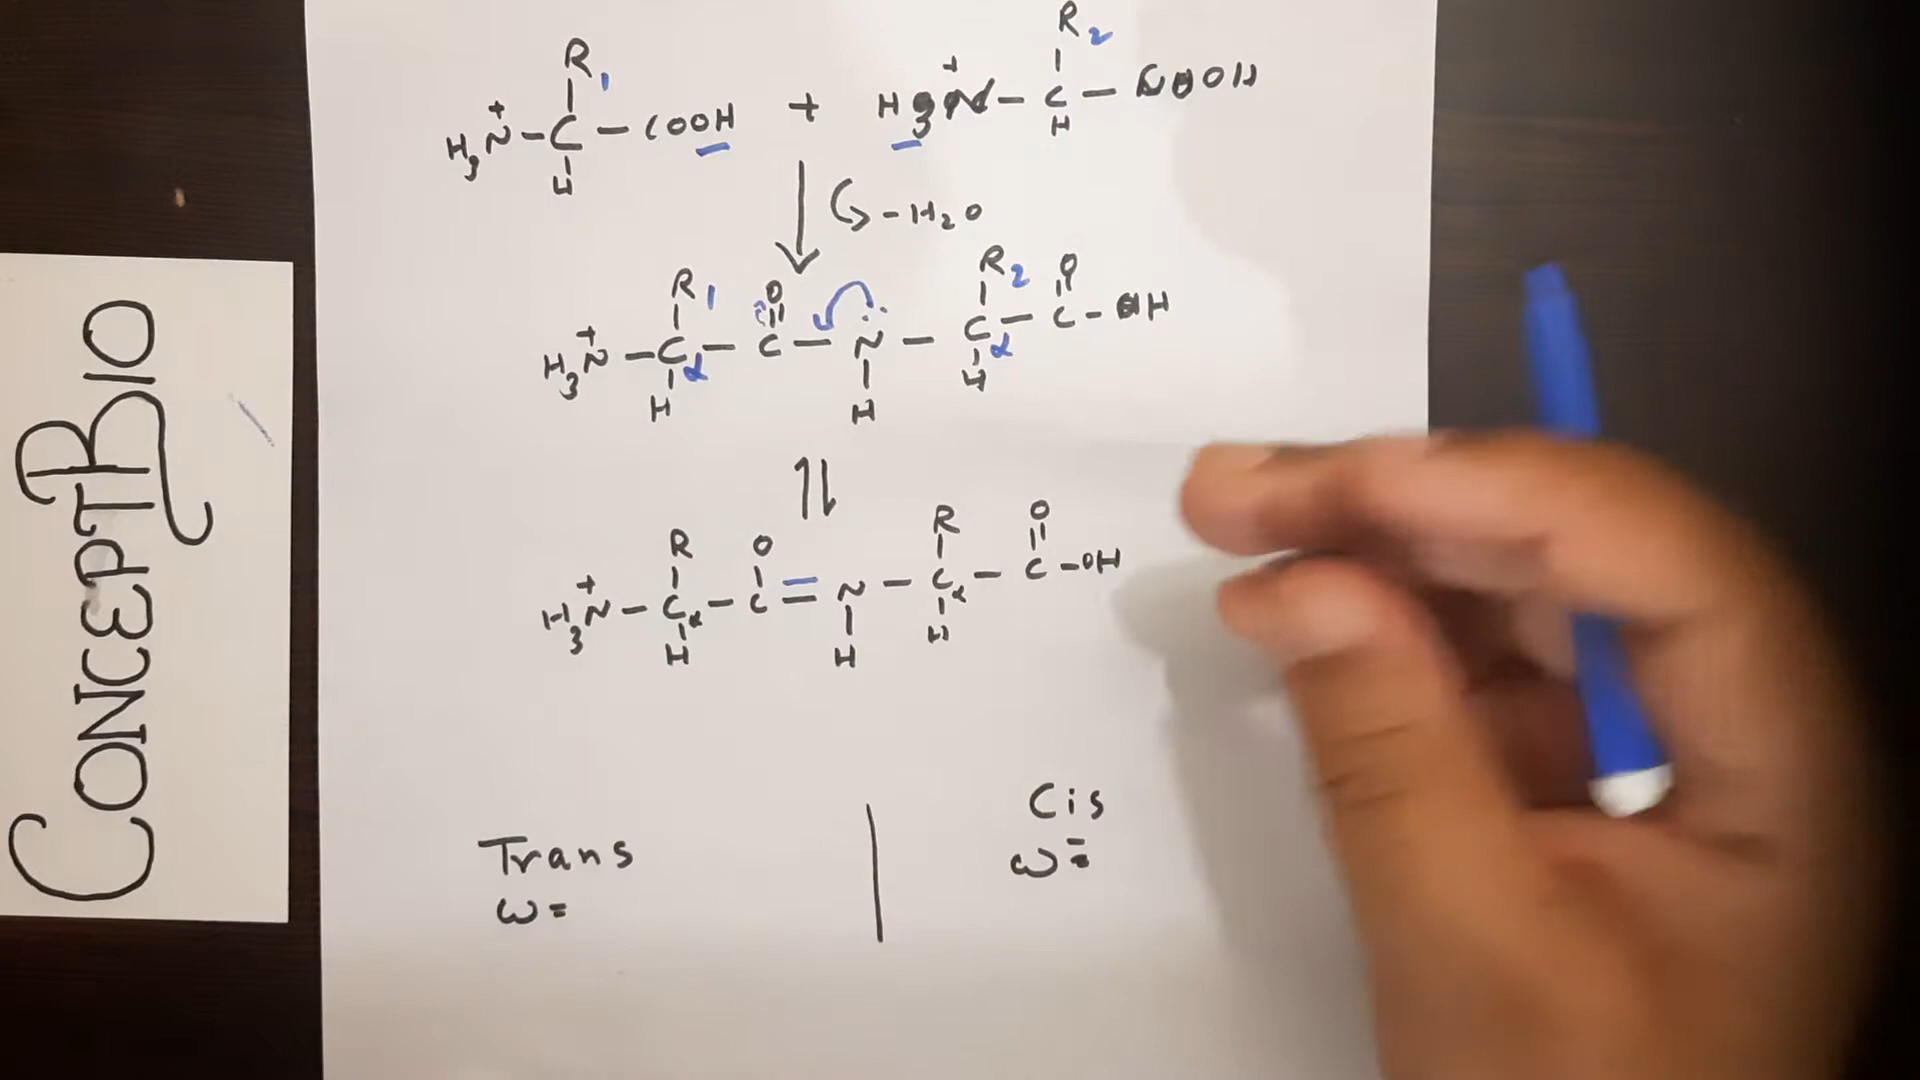 CONCEPTBIO
R1 R2
H3N+ - C - COOH + H3N+ - C - COOH
H H
- H2O
R1 O R2 O
H3N+ - Cα - C - N - Cα - C - OH
H H H
R O R O
H3N+ - Cα - C = N - Cα - C - OH
H H H
Trans
ω =
Cis
ω =